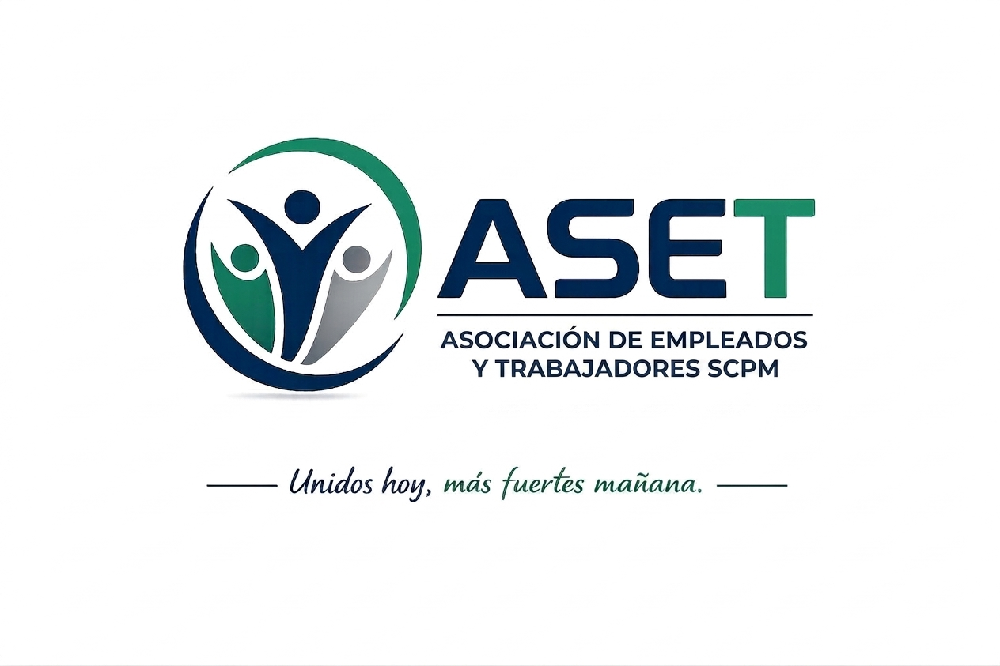 ASET
ASOCIACIÓN DE EMPLEADOS
Y TRABAJADORES SCPM
Unidos hoy, más fuertes mañana.